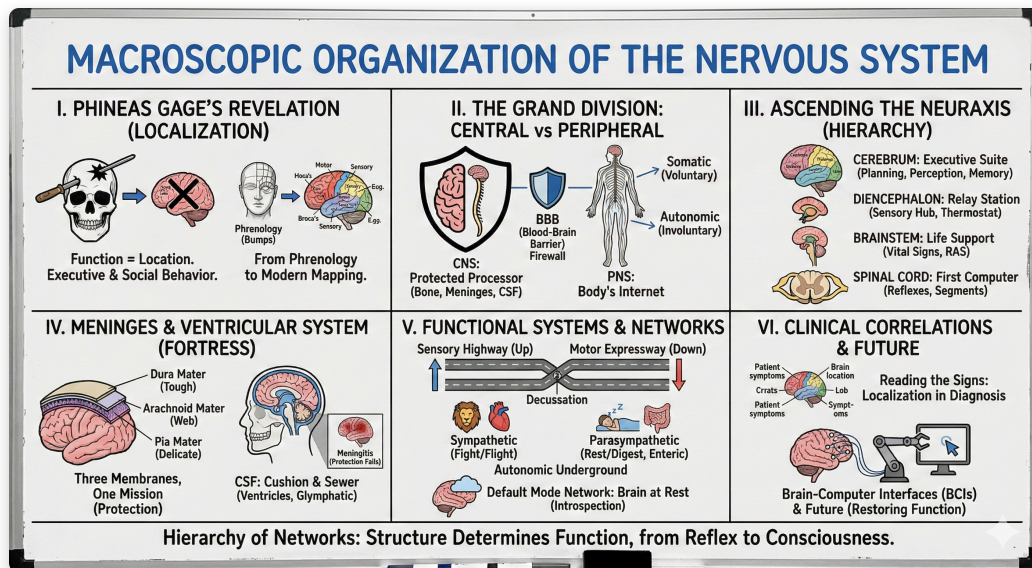 MACROSCOPIC ORGANIZATION OF THE NERVOUS SYSTEM
I. PHINEAS GAGE'S REVELATION
(LOCALIZATION)
Motor
Sensory
Hoca's
Eog.
Broca's
Sensory
E.gg.
Phrenology
(Bumps)
Function = Location.
Executive & Social Behavior.
From Phrenology
to Modern Mapping.
II. THE GRAND DIVISION:
CENTRAL vs PERIPHERAL
Somatic
(Voluntary)
BBB
(Blood-Brain
Barrier)
Firewall
Autonomic
(Involuntary)
CNS:
Protected Processor
(Bone, Meninges, CSF)
PNS:
Body's Internet
III. ASCENDING THE NEURAXIS
(HIERARCHY)
CEREBRUM: Executive Suite
(Planning, Perception, Memory)
DIENCEPHALON: Relay Station
(Sensory Hub, Thermostat)
BRAINSTEM: Life Support
(Vital Signs, RAS)
SPINAL CORD: First Computer
(Reflexes, Segments)
IV. MENINGES & VENTRICULAR SYSTEM
(FORTRESS)
Dura Mater
(Tough)
Arachnoid Mater
(Web)
Pia Mater
(Delicate)
Three Membranes,
One Mission
(Protection)
Meningitis
(Protection Fails)
CSF: Cushion & Sewer
(Ventricles, Glymphatic)
V. FUNCTIONAL SYSTEMS & NETWORKS
Sensory Highway (Up)
Motor Expressway (Down)
Decussation
Sympathetic
(Fight/Flight)
Parasympathetic
(Rest/Digest, Enteric)
Autonomic Underground
Default Mode Network: Brain at Rest
(Introspection)
VI. CLINICAL CORRELATIONS
& FUTURE
Patient
symptoms
Brain
location
Crrats
Lob
Patient
symptoms
Sympt-
oms
Reading the Signs:
Localization in Diagnosis
Brain-Computer Interfaces (BCIs)
& Future (Restoring Function)
Hierarchy of Networks: Structure Determines Function, from Reflex to Consciousness.